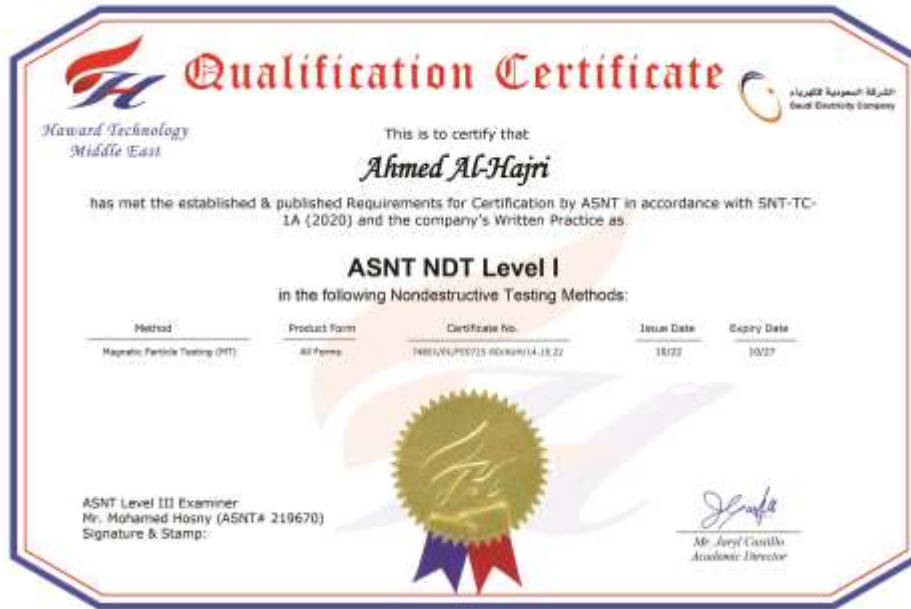 Qualification Certificate
Haward Technology
Middle East
الشركة السعودية للكهرباء
Saudi Electricity Company
This is to certify that
Ahmed Al-Hajri
has met the established & published Requirements for Certification by ASNT in accordance with SNT-TC-
1A (2020) and the company's Written Practice as
ASNT NDT Level I
in the following Nondestructive Testing Methods:
Method Product Form Certificate No. Issue Date Expiry Date
Magnetic Particle Testing (MT) All Forms 10/22 10/27
ASNT Level III Examiner
Mr. Mohamed Hosny (ASNT# 219670)
Signature & Stamp:
Mr. Jaryl Castillo
Academic Director